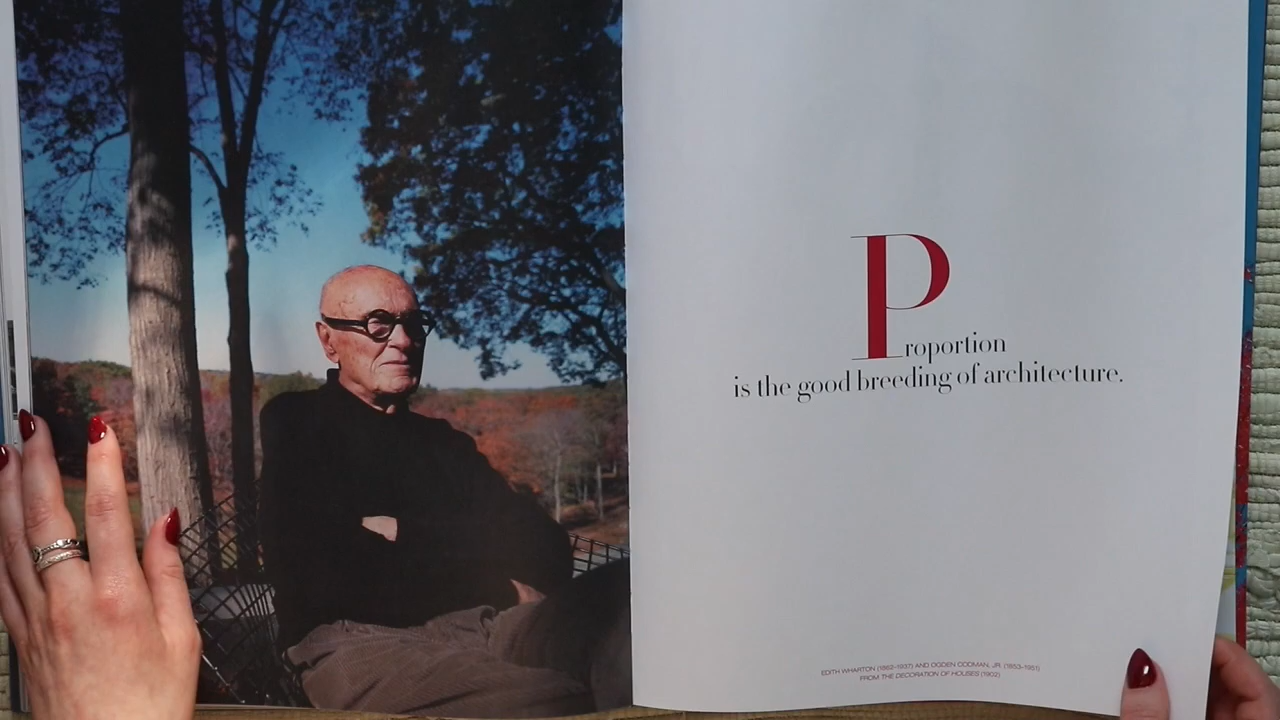 Proportion
is the good breeding of architecture.
EDITH WHARTON (1862–1937) AND OGDEN CODMAN, JR. (1853–1951)
FROM THE DECORATION OF HOUSES (1902)